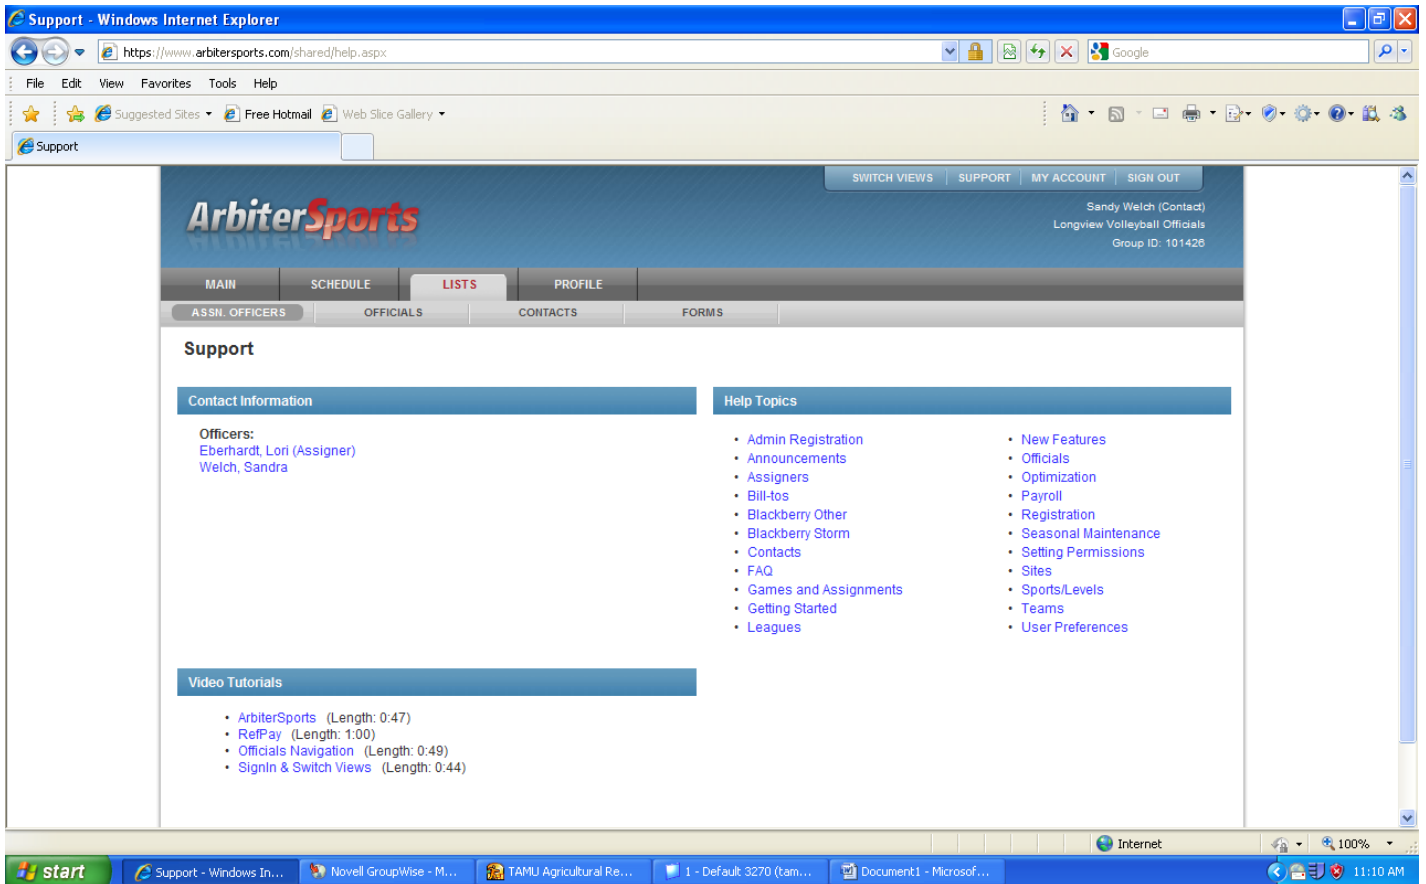 Support - Windows Internet Explorer
https://www.arbitersports.com/shared/help.aspx
Google
File Edit View Favorites Tools Help
Suggested Sites Free Hotmail Web Slice Gallery
Support
SWITCH VIEWS SUPPORT MY ACCOUNT SIGN OUT
ArbiterSports
Sandy Welch (Contact)
Longview Volleyball Officials
Group ID: 101426
MAIN SCHEDULE LISTS PROFILE
ASSN. OFFICERS OFFICIALS CONTACTS FORMS
Support
Contact Information
Officers:
Eberhardt, Lori (Assigner)
Welch, Sandra
Help Topics
• Admin Registration
• Announcements
• Assigners
• Bill-tos
• Blackberry Other
• Blackberry Storm
• Contacts
• FAQ
• Games and Assignments
• Getting Started
• Leagues
• New Features
• Officials
• Optimization
• Payroll
• Registration
• Seasonal Maintenance
• Setting Permissions
• Sites
• Sports/Levels
• Teams
• User Preferences
Video Tutorials
• ArbiterSports (Length: 0:47)
• RefPay (Length: 1:00)
• Officials Navigation (Length: 0:49)
• SignIn & Switch Views (Length: 0:44)
Internet 100%
start Support - Windows In... Novell GroupWise - M... TAMU Agricultural Re... 1 - Default 3270 (tam... Document1 - Microsof... 11:10 AM